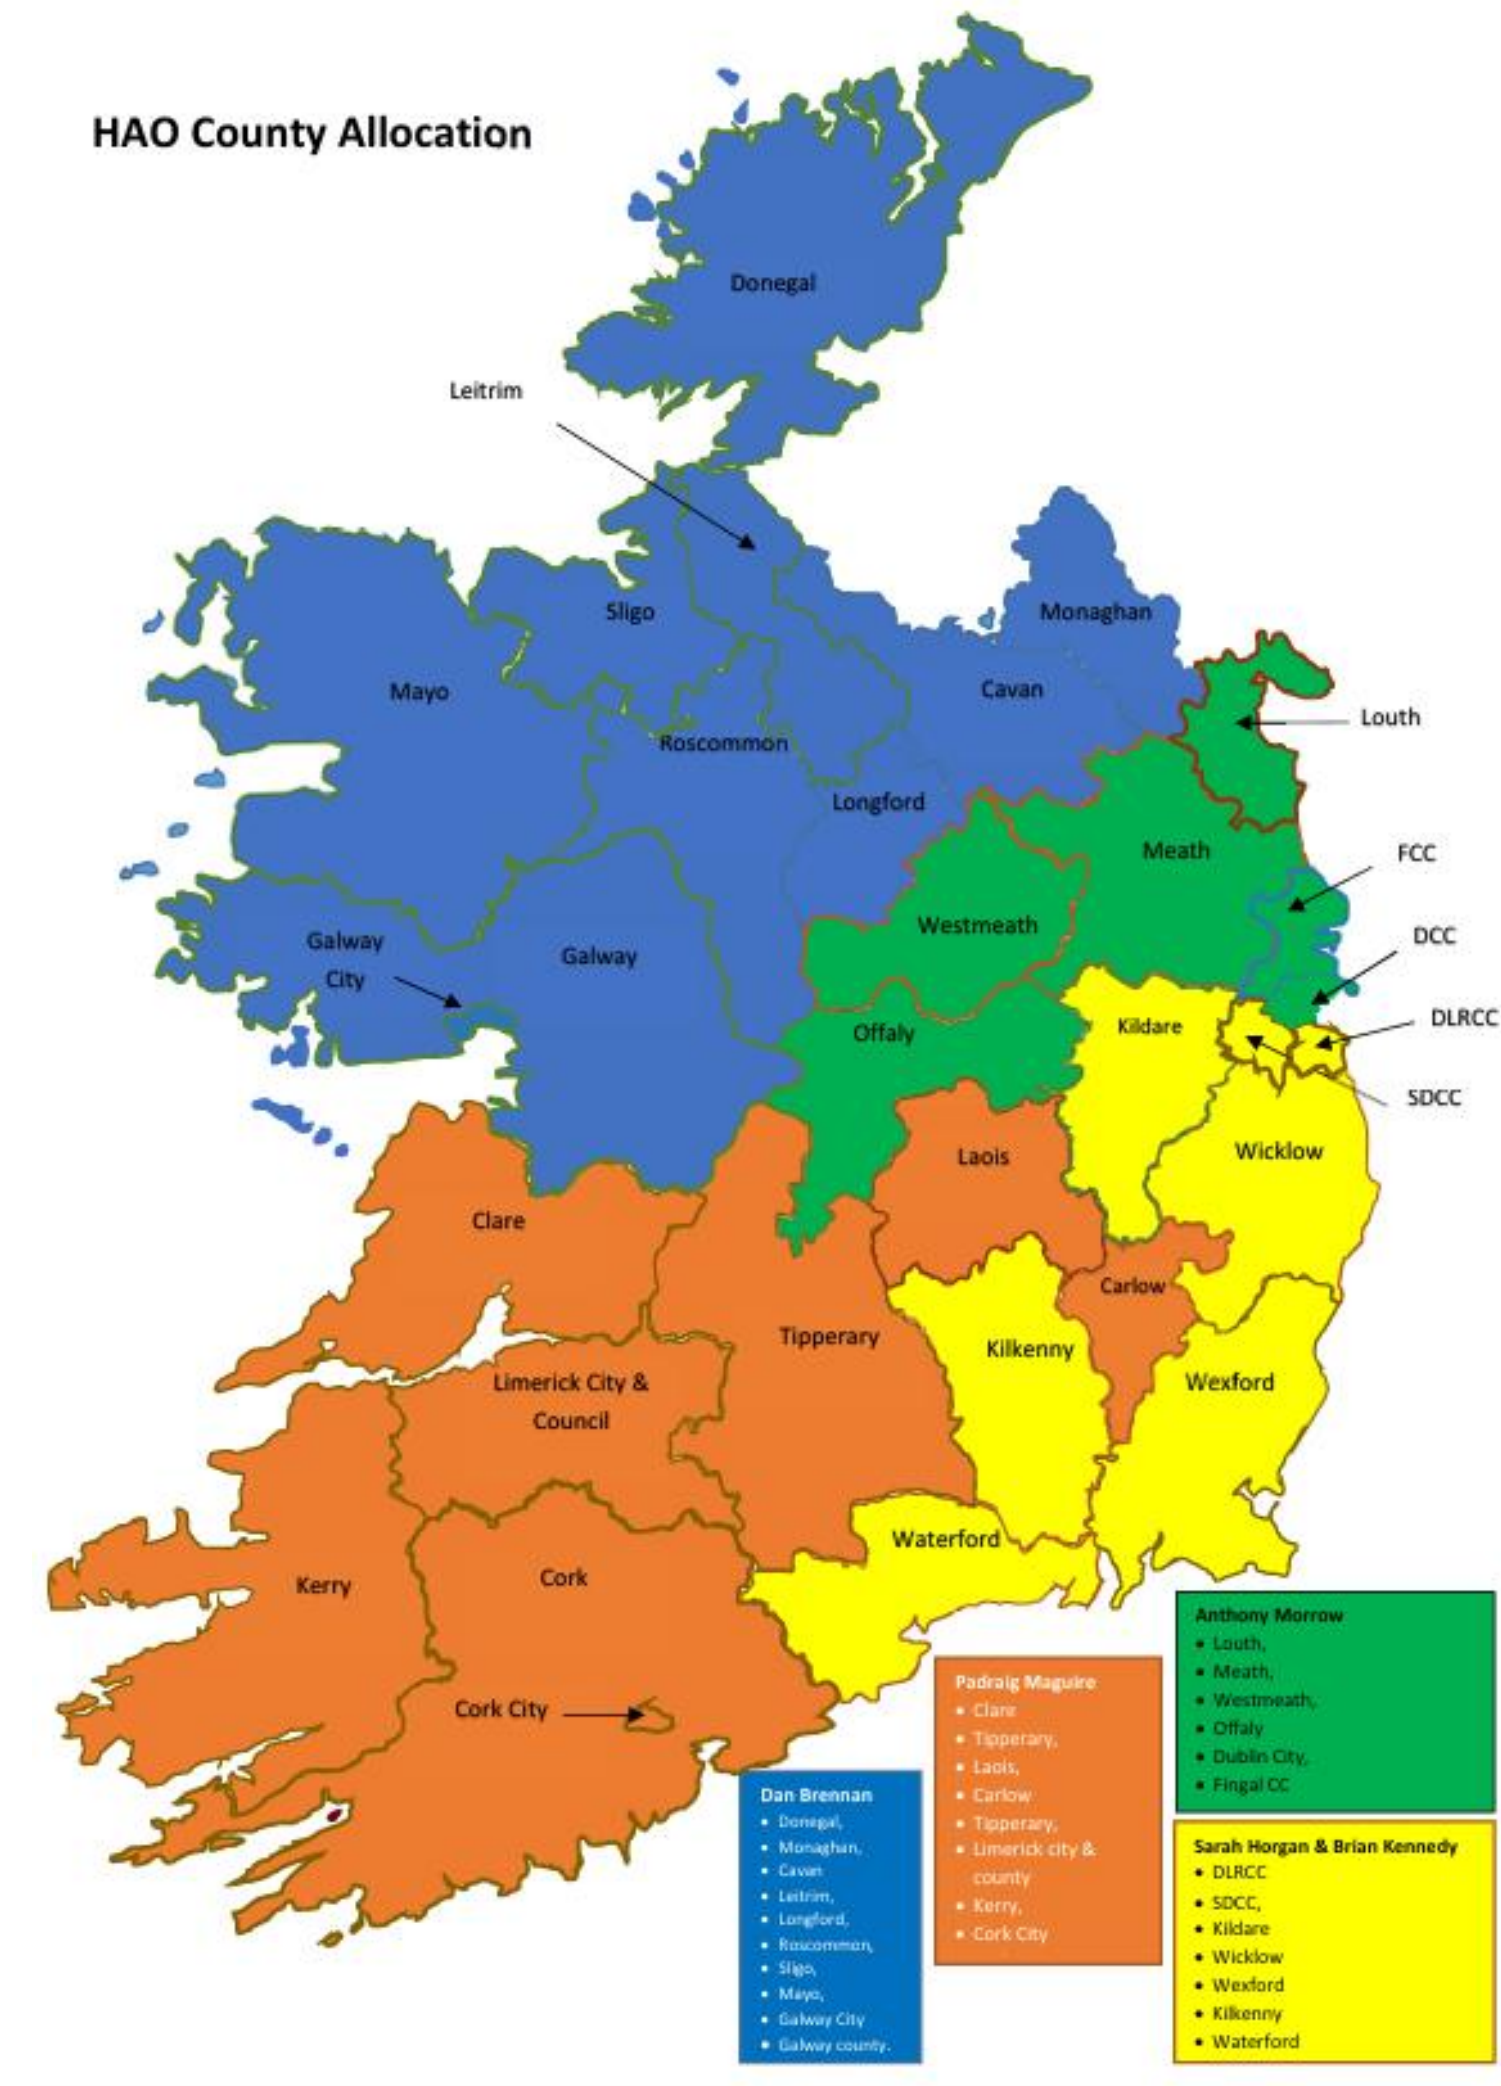 HAO County Allocation
Donegal
Leitrim
Sligo
Monaghan
Mayo
Cavan
Louth
Roscommon
Longford
Meath
FCC
Westmeath
DCC
Galway
City
Galway
DLRCC
Offaly
Kildare
SDCC
Wicklow
Laois
Clare
Carlow
Tipperary
Kilkenny
Limerick City &
Council
Wexford
Waterford
Kerry
Cork
Cork City
Anthony Morrow
• Louth,
• Meath,
• Westmeath,
• Offaly
• Dublin City,
• Fingal CC
Padraig Maguire
• Clare
• Tipperary,
• Laois,
• Carlow
• Tipperary,
• Limerick city &
county
• Kerry,
• Cork City
Dan Brennan
• Donegal,
• Monaghan,
• Cavan
• Leitrim,
• Longford,
• Roscommon,
• Sligo,
• Mayo,
• Galway City
• Galway county.
Sarah Horgan & Brian Kennedy
• DLRCC
• SDCC,
• Kildare
• Wicklow
• Wexford
• Kilkenny
• Waterford